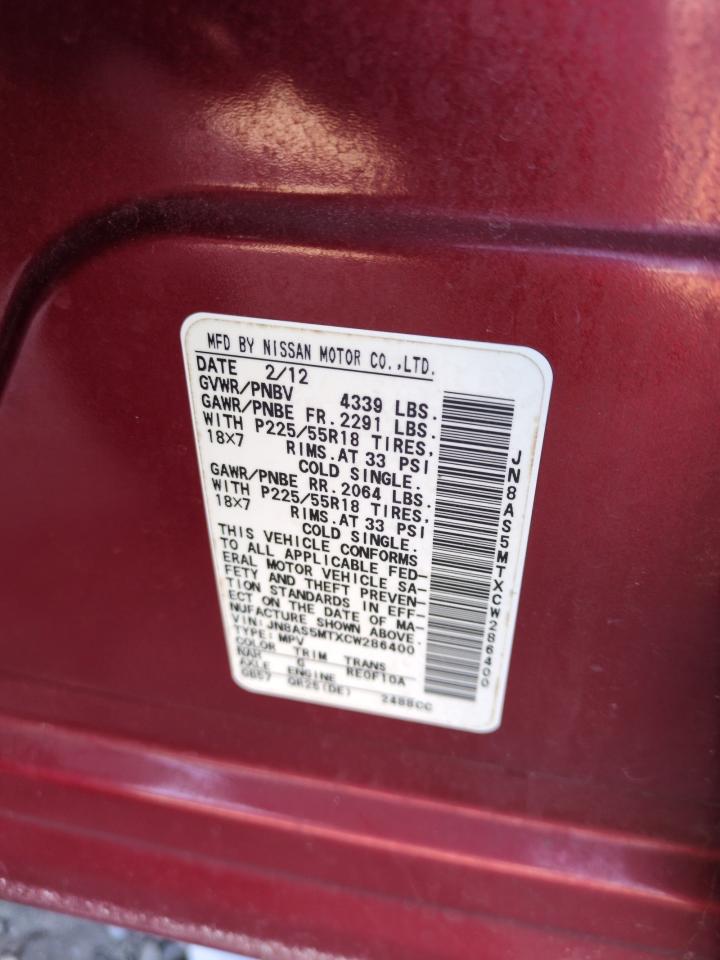 MFD BY NISSAN MOTOR CO.,LTD.
DATE 2/12
GVWR/PNBV 4339 LBS.
GAWR/PNBE FR.2291 LBS.
WITH P225/55R18 TIRES,
18X7 RIMS.AT 33 PSI
COLD SINGLE.
GAWR/PNBE RR.2064 LBS.
WITH P225/55R18 TIRES,
18X7 RIMS.AT 33 PSI
COLD SINGLE.
THIS VEHICLE CONFORMS
TO ALL APPLICABLE FED-
ERAL MOTOR VEHICLE SA-
FETY AND THEFT PREVEN-
TION STANDARDS IN EFF-
ECT ON THE DATE OF MA-
NUFACTURE SHOWN ABOVE.
VIN: JN8AS5MTXCW286400
TYPE: MPV
COLOR TRIM TRANS
NAH G RE0F10A
AXLE ENGINE
GB57 QR25(DE) 2488CC
JN8AS5MTXCW286400